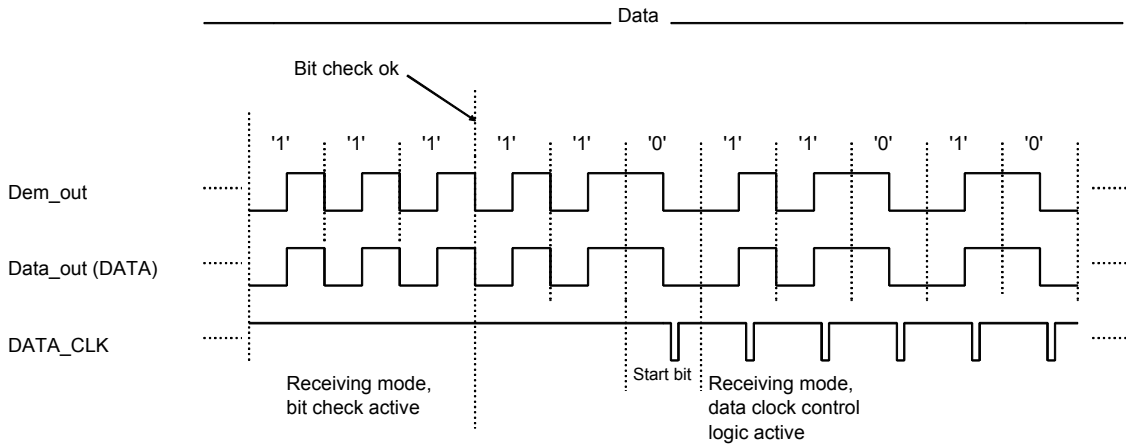 Data
Bit check ok
'1' '1' '1' '1' '1' '0' '1' '1' '0' '1' '0'
Dem_out
Data_out (DATA)
DATA_CLK
Start bit
Receiving mode,
bit check active
Receiving mode,
data clock control
logic active